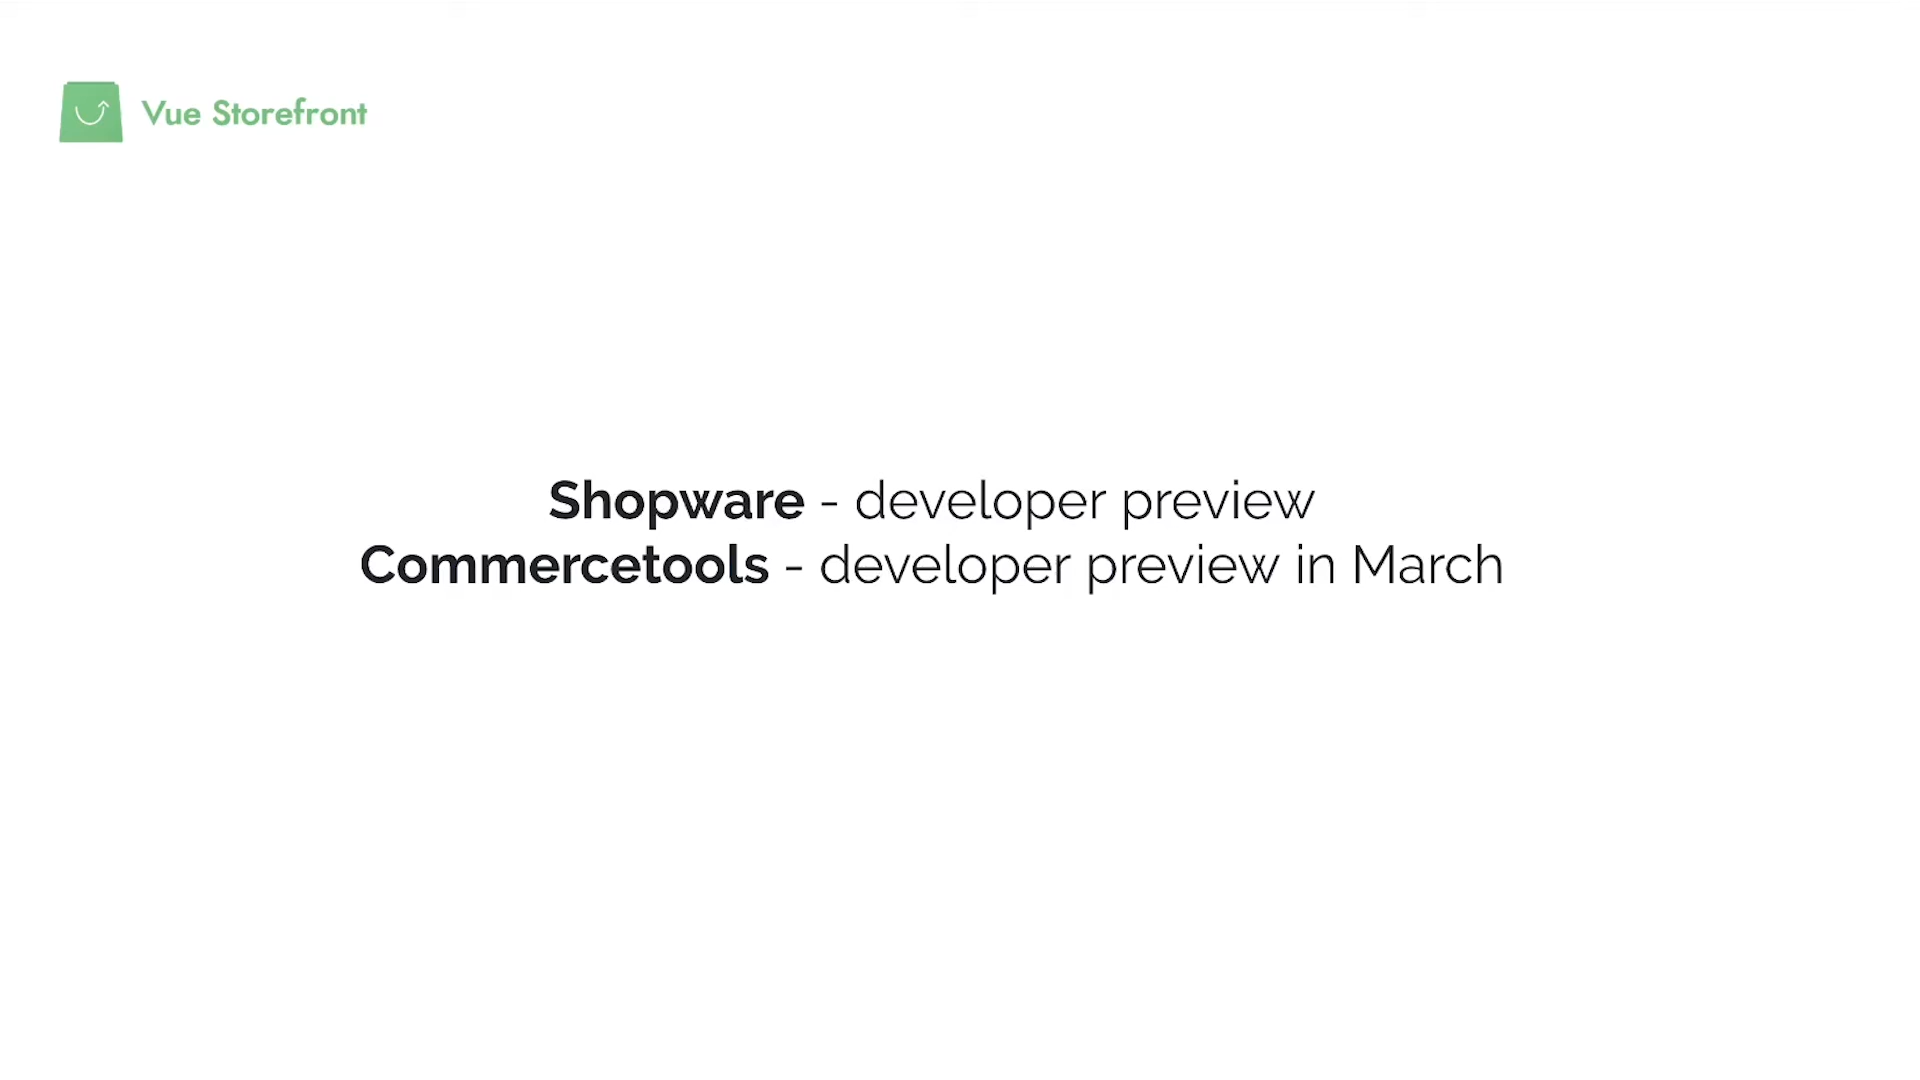 Vue Storefront
Shopware - developer preview
Commercetools - developer preview in March